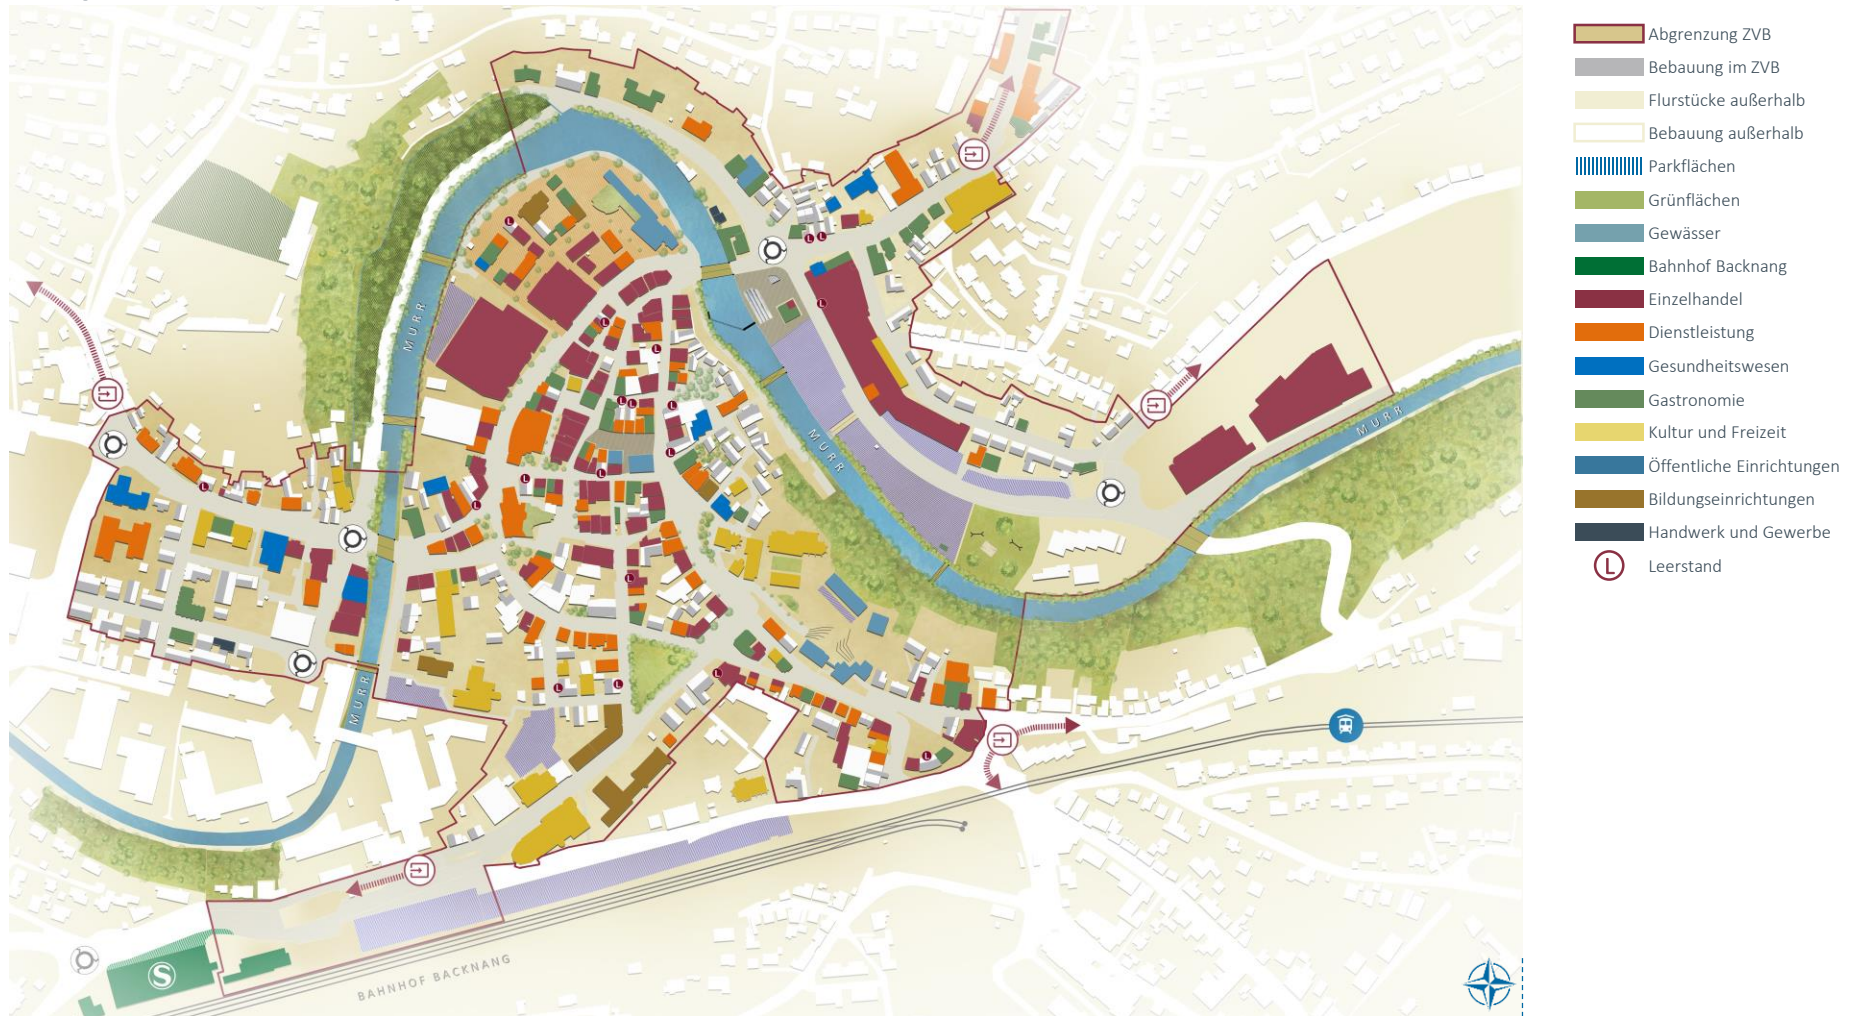 Abgrenzung ZVB
Bebauung im ZVB
Flurstücke außerhalb
Bebauung außerhalb
Parkflächen
Grünflächen
Gewässer
Bahnhof Backnang
Einzelhandel
Dienstleistung
Gesundheitswesen
Gastronomie
Kultur und Freizeit
Öffentliche Einrichtungen
Bildungseinrichtungen
Handwerk und Gewerbe
L Leerstand
MURR
MURR
MURR
MURR
S
BAHNHOF BACKNANG